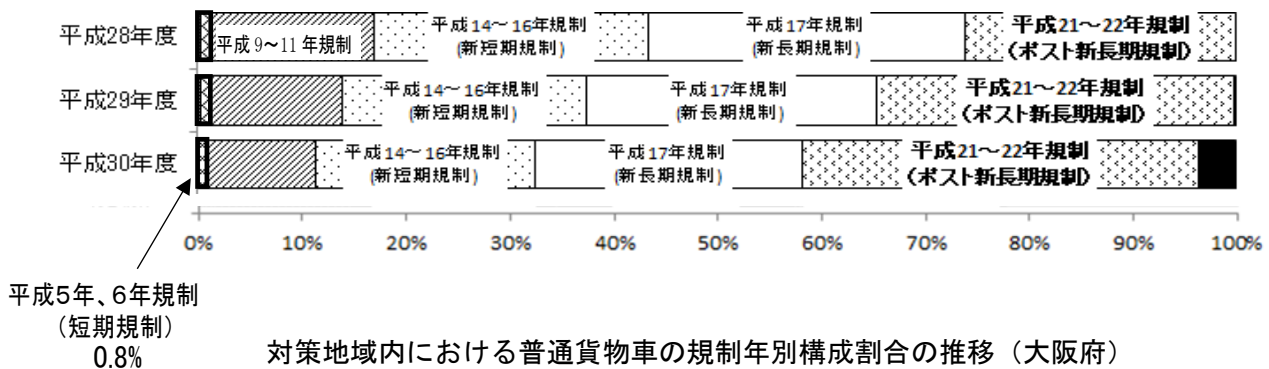 平成28年度
平成9～11年規制
平成14～16年規制
(新短期規制)
平成17年規制
(新長期規制)
平成21～22年規制
(ポスト新長期規制)
平成29年度
平成14～16年規制
(新短期規制)
平成17年規制
(新長期規制)
平成21～22年規制
(ポスト新長期規制)
平成30年度
平成14～16年規制
(新短期規制)
平成17年規制
(新長期規制)
平成21～22年規制
(ポスト新長期規制)
0% 10% 20% 30% 40% 50% 60% 70% 80% 90% 100%
平成５年、６年規制
(短期規制)
0.8%
対策地域内における普通貨物車の規制年別構成割合の推移（大阪府）